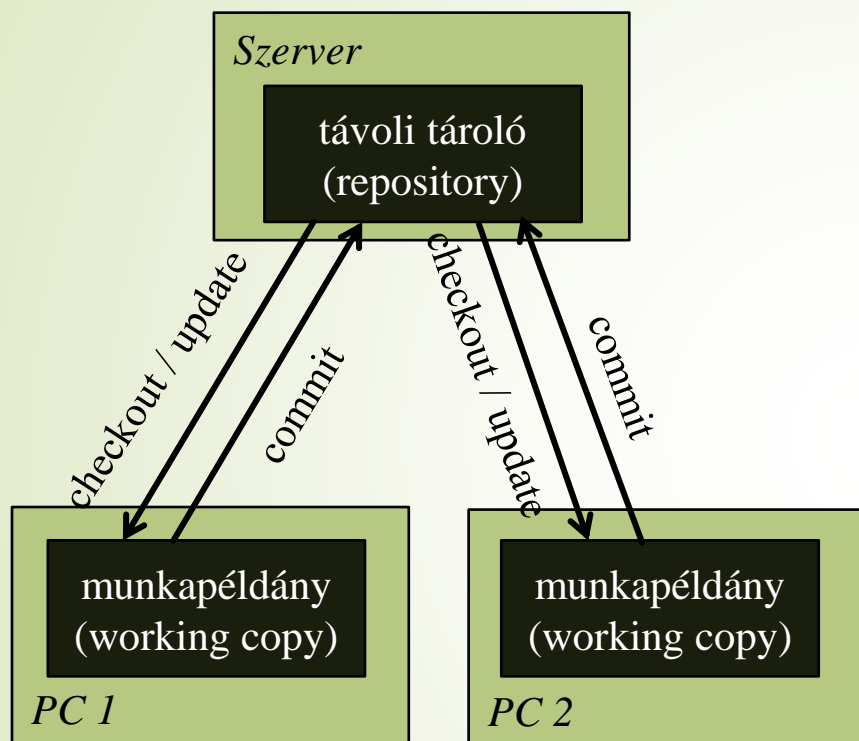 Szerver
távoli tároló
(repository)
checkout / update
commit
checkout / update
commit
munkapéldány
(working copy)
PC 1
munkapéldány
(working copy)
PC 2